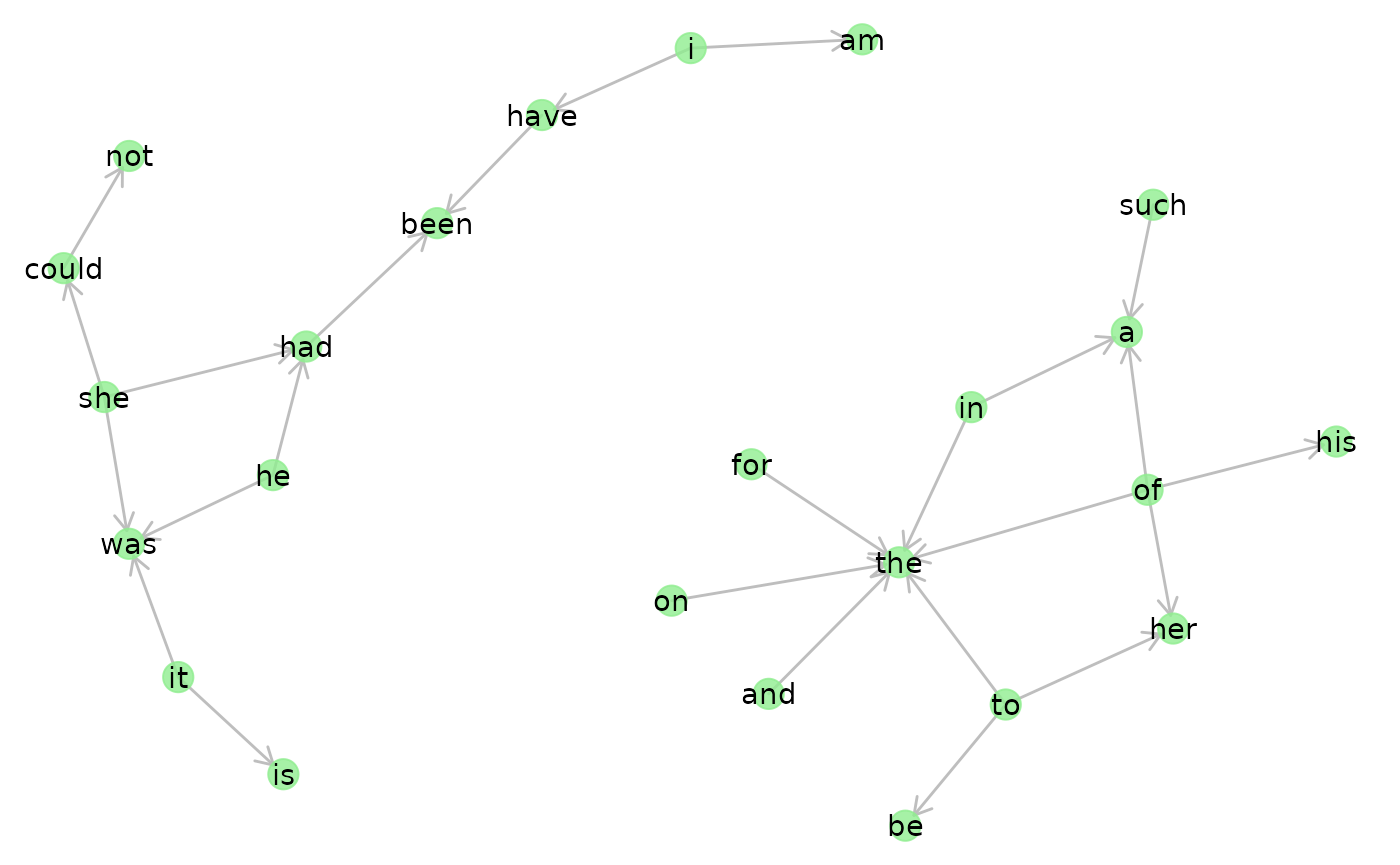 i
am
have
not
such
been
could
a
had
she
in
his
for
he
of
was
the
on
her
it
and
to
is
be